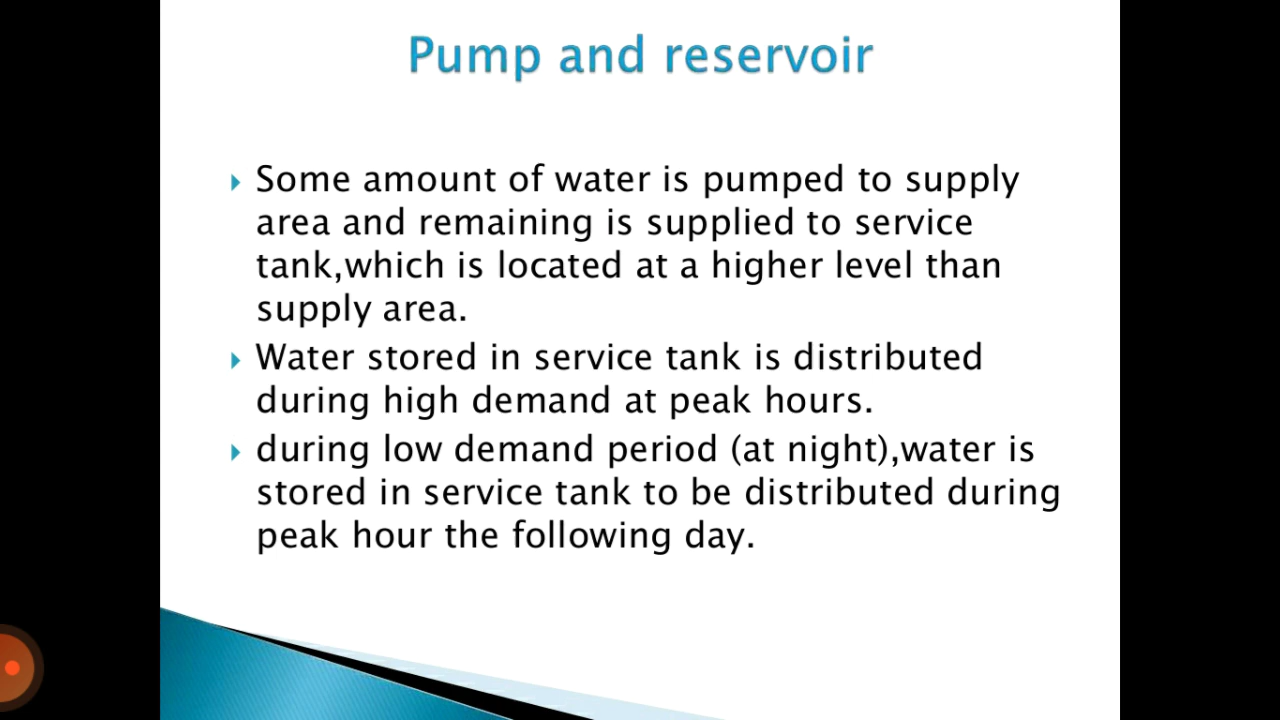 Pump and reservoir
Some amount of water is pumped to supply
area and remaining is supplied to service
tank,which is located at a higher level than
supply area.
Water stored in service tank is distributed
during high demand at peak hours.
during low demand period (at night),water is
stored in service tank to be distributed during
peak hour the following day.